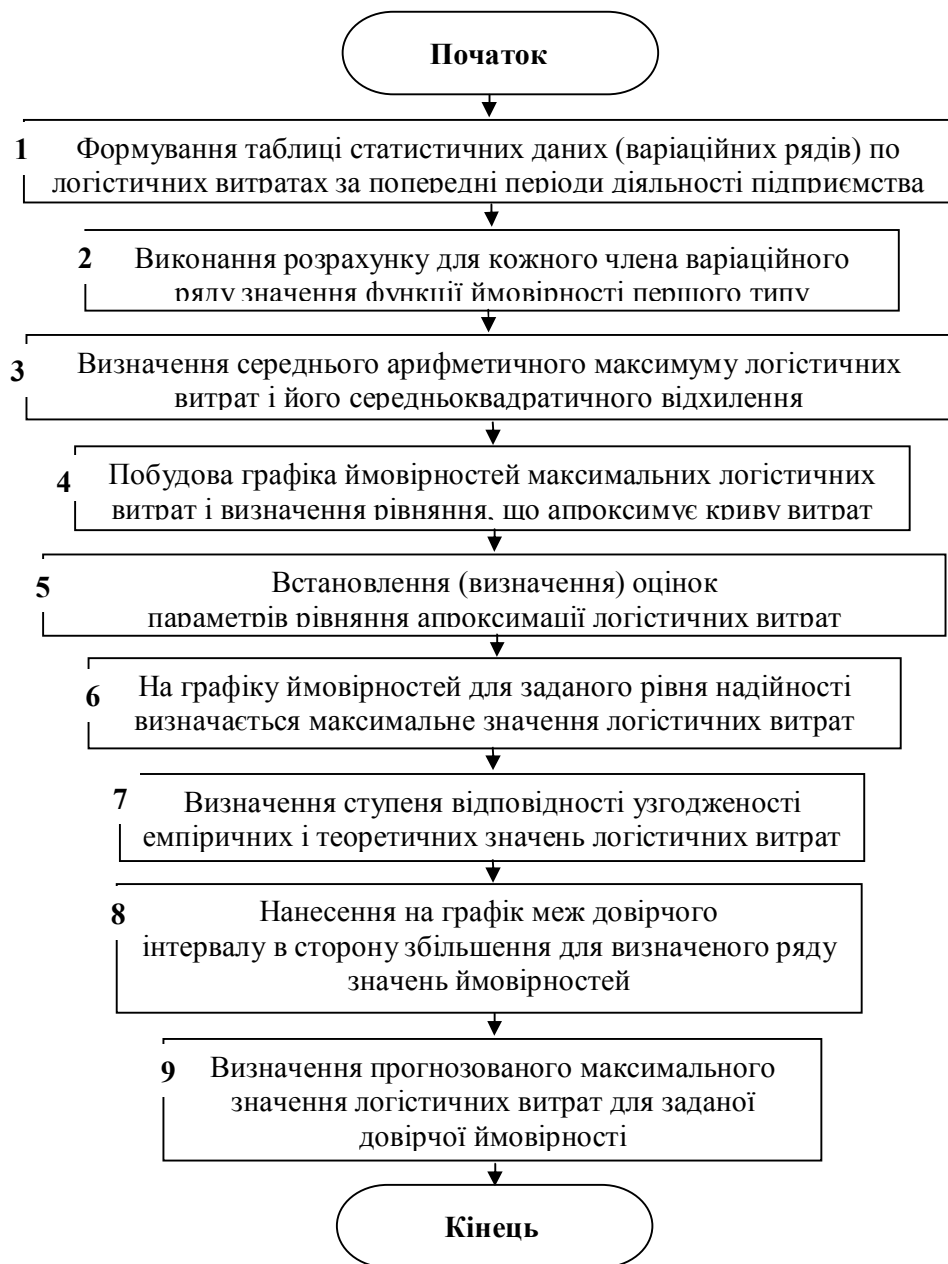 Початок
1 Формування таблиці статистичних даних (варіаційних рядів) по
логістичних витратах за попередні періоди діяльності підприємства
2 Виконання розрахунку для кожного члена варіаційного
ряду значення функції ймовірності першого типу
3 Визначення середнього арифметичного максимуму логістичних
витрат і його середньоквадратичного відхилення
4 Побудова графіка ймовірностей максимальних логістичних
витрат і визначення рівняння, що апроксимує криву витрат
5 Встановлення (визначення) оцінок
параметрів рівняння апроксимації логістичних витрат
6 На графіку ймовірностей для заданого рівня надійності
визначається максимальне значення логістичних витрат
7 Визначення ступеня відповідності узгодженості
емпіричних і теоретичних значень логістичних витрат
8 Нанесення на графік меж довірчого
інтервалу в сторону збільшення для визначеного ряду
значень ймовірностей
9 Визначення прогнозованого максимального
значення логістичних витрат для заданої
довірчої ймовірності
Кінець